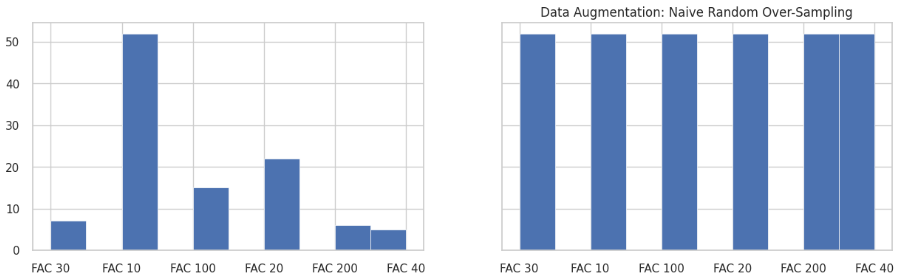 Data Augmentation: Naive Random Over-Sampling
50
40
30
20
10
0
FAC 30 FAC 10 FAC 100 FAC 20 FAC 200 FAC 40
FAC 30 FAC 10 FAC 100 FAC 20 FAC 200 FAC 40